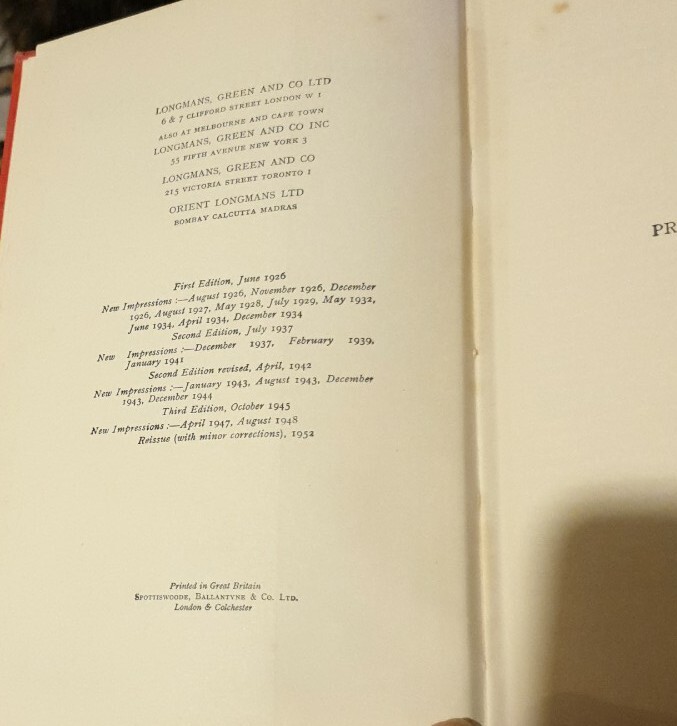 LONGMANS, GREEN AND CO LTD
6 & 7 CLIFFORD STREET LONDON W 1
ALSO AT MELBOURNE AND CAPE TOWN
LONGMANS, GREEN AND CO INC
55 FIFTH AVENUE NEW YORK 3
LONGMANS, GREEN AND CO
215 VICTORIA STREET TORONTO 1
ORIENT LONGMANS LTD
BOMBAY CALCUTTA MADRAS
First Edition, June 1926
New Impressions :—August 1926, November 1926, December
1926, August 1927, May 1928, July 1929, May 1932,
June 1934, April 1934, December 1934
Second Edition, July 1937
New Impressions :—December 1937, February 1939,
January 1941
Second Edition revised, April, 1942
New Impressions :—January 1943, August 1943, December
1943, December 1944
Third Edition, October 1945
New Impressions :—April 1947, August 1948
Reissue (with minor corrections), 1952
Printed in Great Britain
SPOTTISWOODE, BALLANTYNE & CO. LTD.
London & Colchester
PR